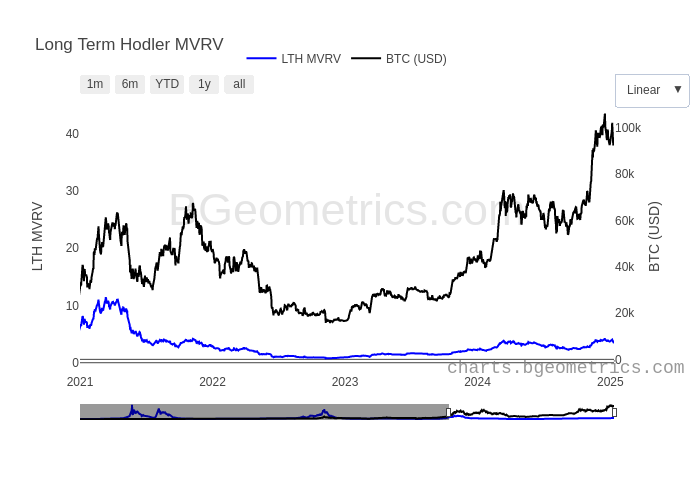 Long Term Hodler MVRV
LTH MVRV
BTC (USD)
1m 6m YTD 1y all
Linear ▼
40
30
20
10
0
LTH MVRV
100k
80k
60k
40k
20k
0
BTC (USD)
BGeometrics.com
charts.bgeometrics.com
2021 2022 2023 2024 2025